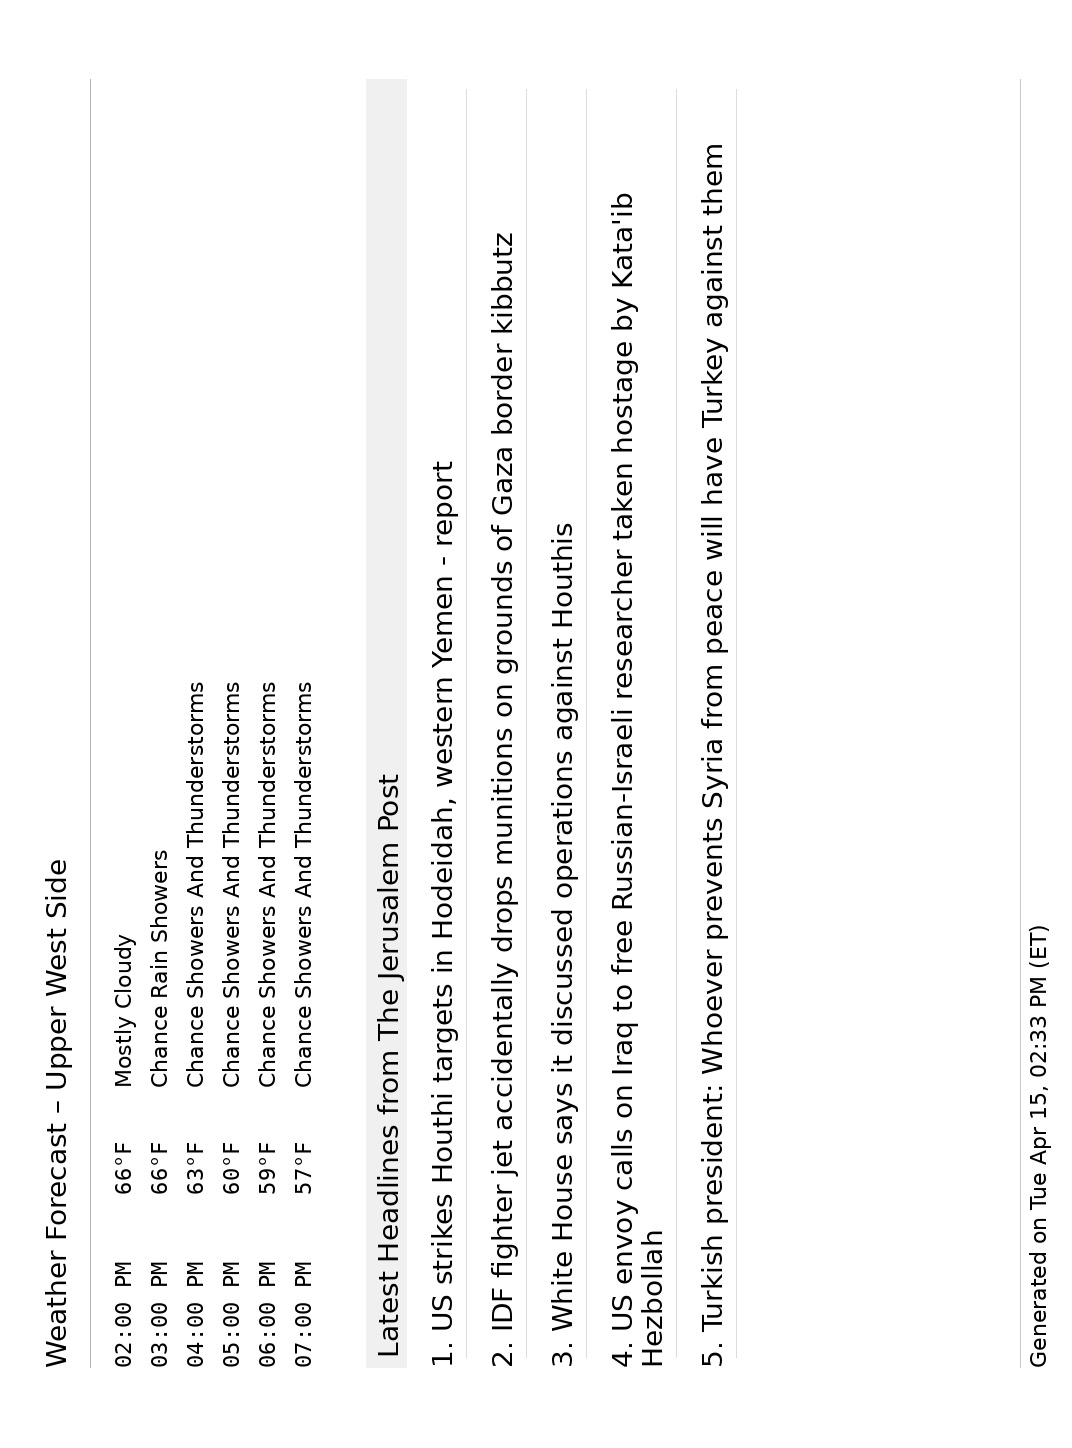 Weather Forecast – Upper West Side
02:00 PM 66°F Mostly Cloudy
03:00 PM 66°F Chance Rain Showers
04:00 PM 63°F Chance Showers And Thunderstorms
05:00 PM 60°F Chance Showers And Thunderstorms
06:00 PM 59°F Chance Showers And Thunderstorms
07:00 PM 57°F Chance Showers And Thunderstorms
Latest Headlines from The Jerusalem Post
1. US strikes Houthi targets in Hodeidah, western Yemen - report
2. IDF fighter jet accidentally drops munitions on grounds of Gaza border kibbutz
3. White House says it discussed operations against Houthis
4. US envoy calls on Iraq to free Russian-Israeli researcher taken hostage by Kata'ib
Hezbollah
5. Turkish president: Whoever prevents Syria from peace will have Turkey against them
Generated on Tue Apr 15, 02:33 PM (ET)